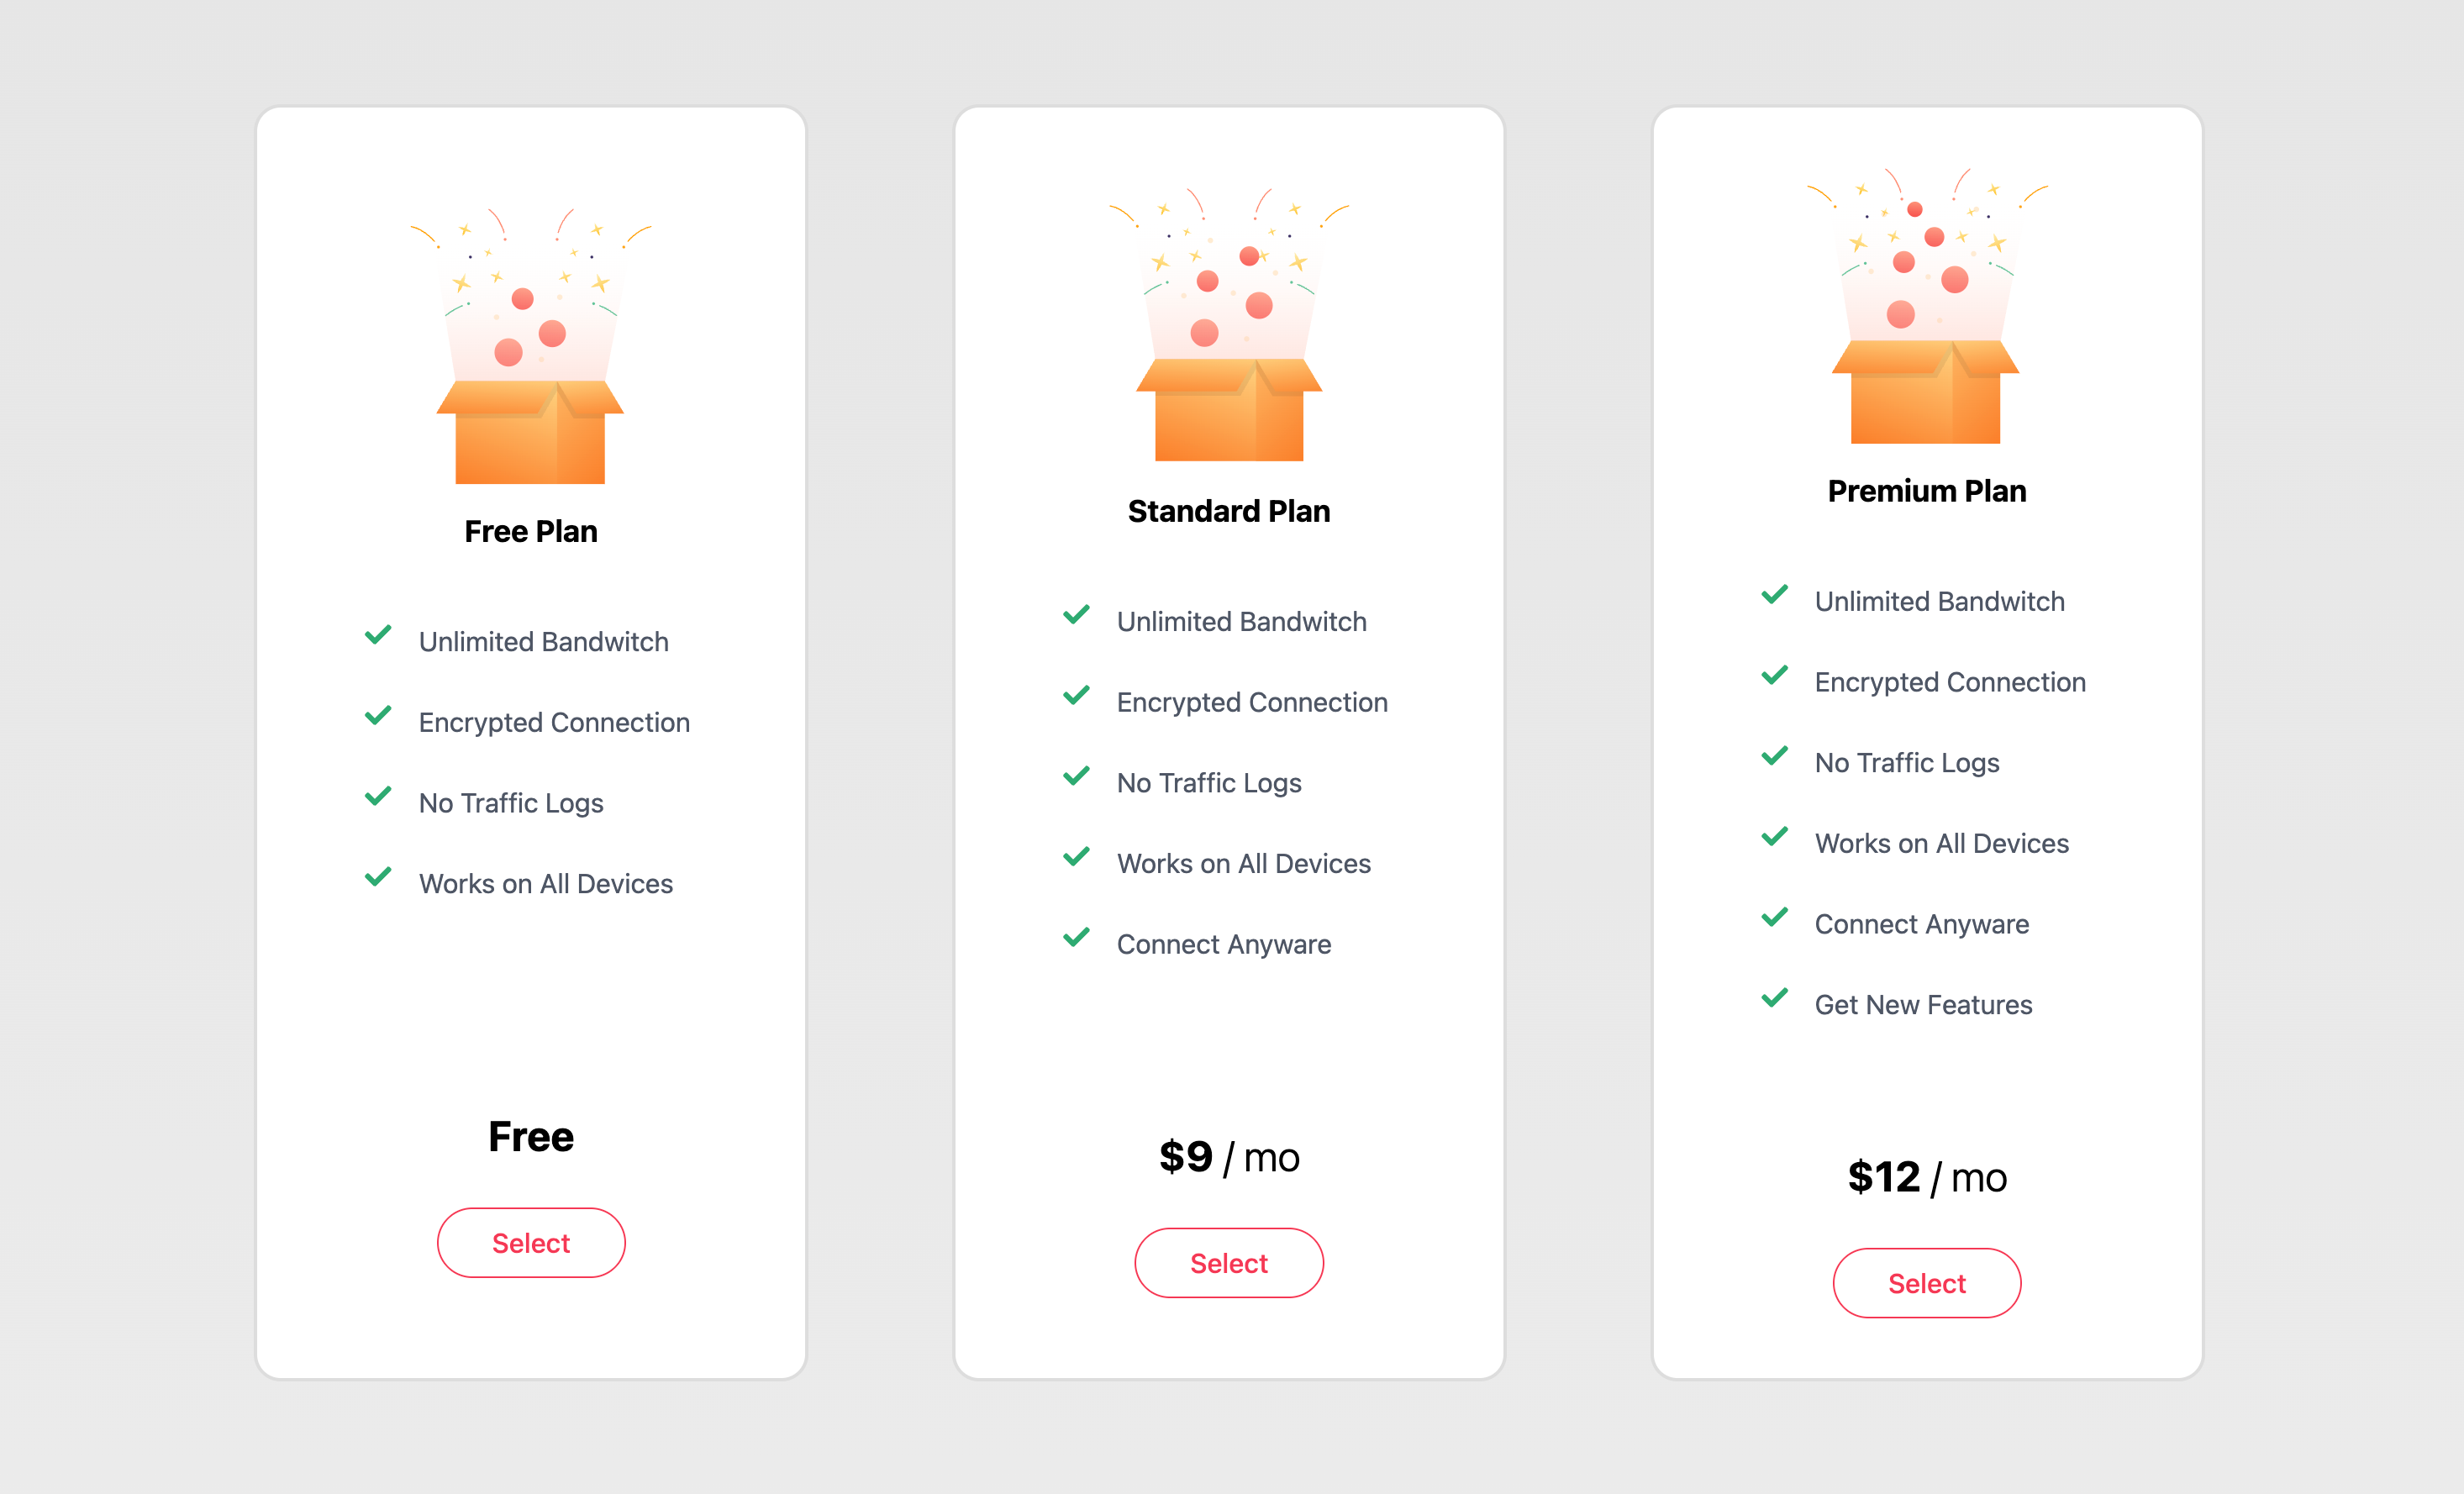 Free Plan
Unlimited Bandwitch
Encrypted Connection
No Traffic Logs
Works on All Devices
Free
Select
Standard Plan
Unlimited Bandwitch
Encrypted Connection
No Traffic Logs
Works on All Devices
Connect Anyware
$9 / mo
Select
Premium Plan
Unlimited Bandwitch
Encrypted Connection
No Traffic Logs
Works on All Devices
Connect Anyware
Get New Features
$12 / mo
Select